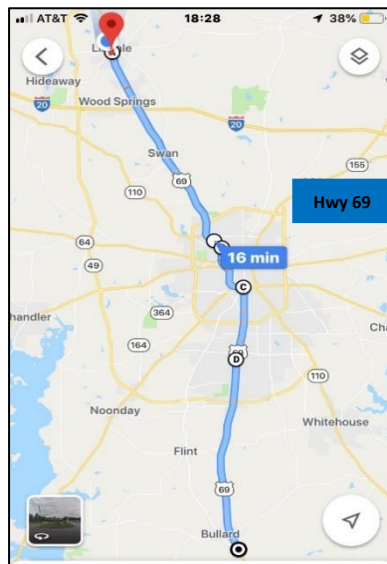 AT&T 18:28 38%
Hideaway
20
Wood Springs
20
Swan
155
69
110
Hwy 69
64
16 min
49
C
handler
364
D
164
110
Noonday
Whitehouse
Flint
69
Bullard